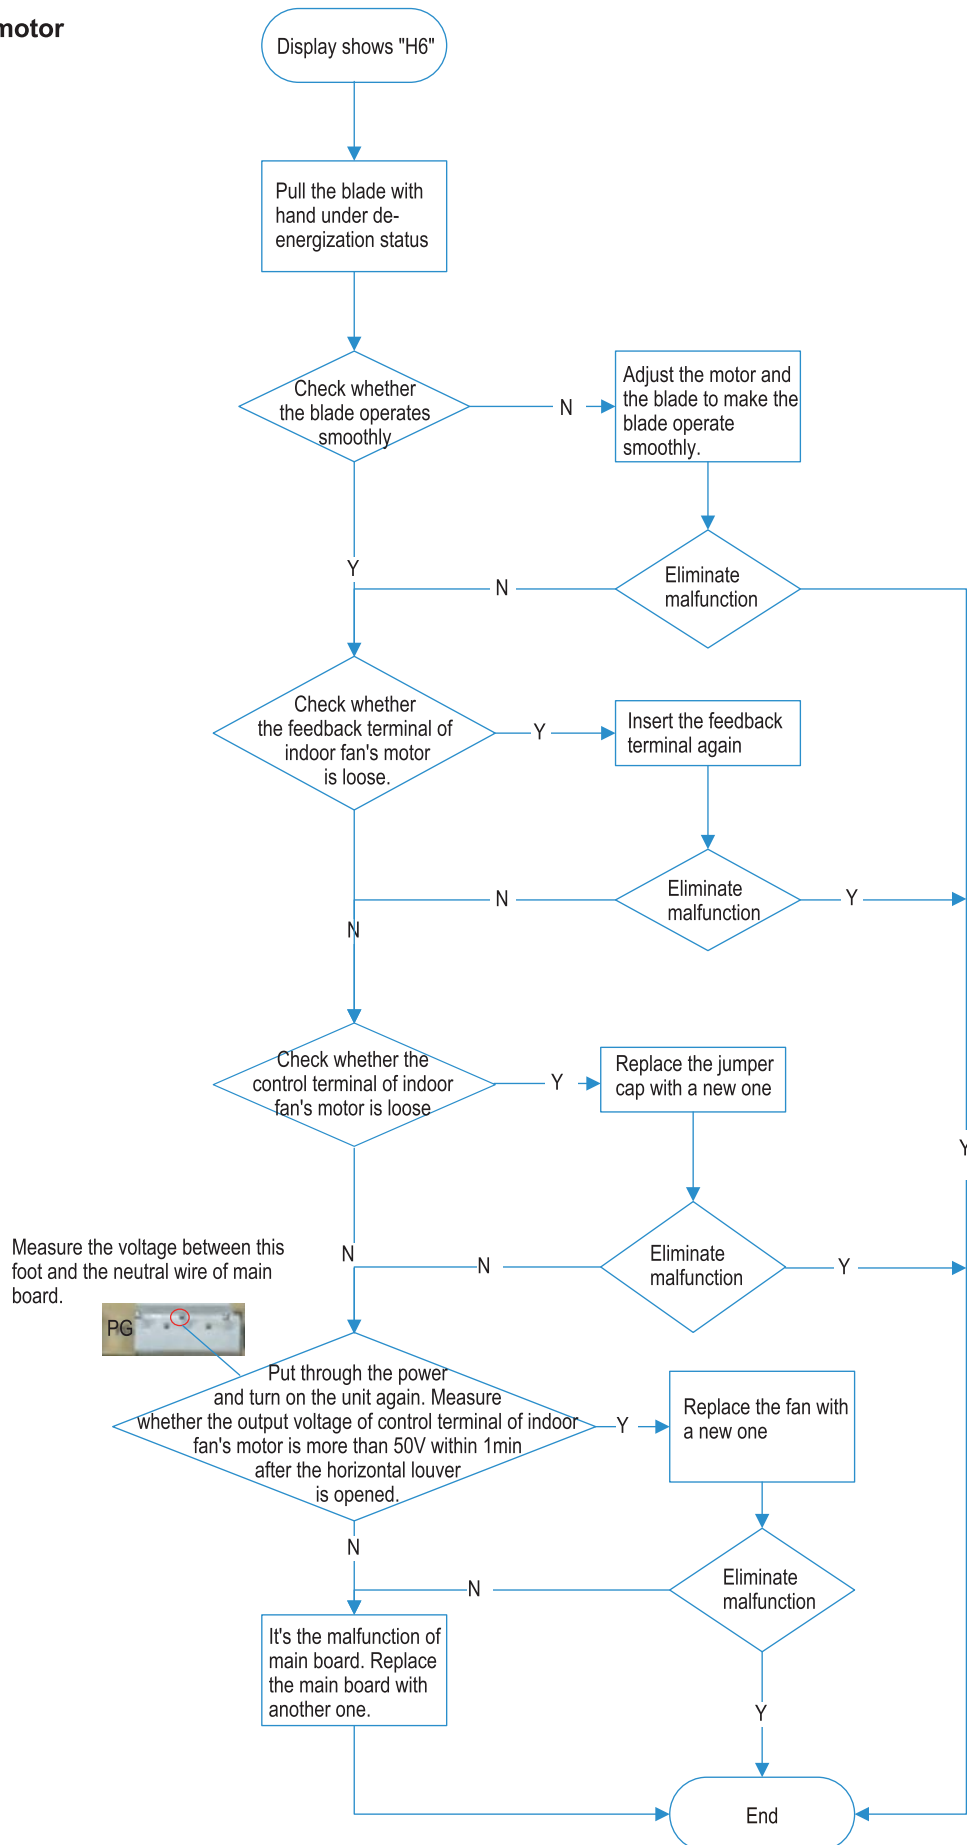 motor
Display shows "H6"
Pull the blade with
hand under de-
energization status
Check whether
the blade operates
smoothly
N
Adjust the motor and
the blade to make the
blade operate
smoothly.
Y
N
Eliminate
malfunction
Check whether
the feedback terminal of
indoor fan's motor
is loose.
Y
Insert the feedback
terminal again
N
Eliminate
malfunction
Y
N
Check whether the
control terminal of indoor
fan's motor is loose
Y
Replace the jumper
cap with a new one
Y
N
N
Eliminate
malfunction
Y
Measure the voltage between this
foot and the neutral wire of main
board.
PG
Put through the power
and turn on the unit again. Measure
whether the output voltage of control terminal of indoor
fan's motor is more than 50V within 1min
after the horizontal louver
is opened.
Y
Replace the fan with
a new one
N
N
Eliminate
malfunction
It's the malfunction of
main board. Replace
the main board with
another one.
Y
End